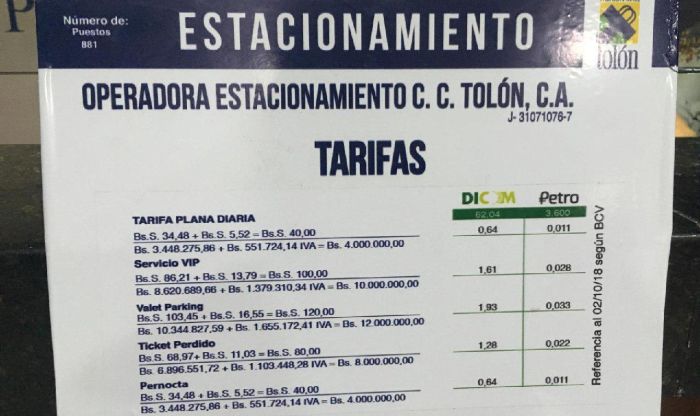 Número de:
Puestos
881
ESTACIONAMIENTO
tolón
OPERADORA ESTACIONAMIENTO C. C. TOLÓN, C.A.
J- 31071076-7
TARIFAS
DICOM Petro
62,04 3.600
TARIFA PLANA DIARIA
Bs.S. 34,48 + Bs.S. 5,52 = Bs.S. 40,00 0,64 0,011
Bs. 3.448.275,86 + Bs. 551.724,14 IVA = Bs. 4.000.000,00
Servicio VIP
Bs.S. 86,21 + Bs.S. 13,79 = Bs.S. 100,00 1,61 0,028
Bs. 8.620.689,66 + Bs. 1.379.310,34 IVA = Bs. 10.000.000,00
Valet Parking
Bs.S. 103,45 + Bs.S. 16,55 = Bs.S. 120,00 1,93 0,033
Bs. 10.344.827,59 + Bs. 1.655.172,41 IVA = Bs. 12.000.000,00
Ticket Perdido
Bs.S. 68,97+ Bs.S. 11,03 = Bs.S. 80,00 1,28 0,022
Bs. 6.896.551,72 + Bs. 1.103.448,28 IVA = Bs. 8.000.000,00
Pernocta
Bs.S. 34,48 + Bs.S. 5,52 = Bs.S. 40,00 0,64 0,011
Bs. 3.448.275,86 + Bs. 551.724,14 IVA = Bs. 4.000.000,00
Referencia al 02/10/18 según BCV